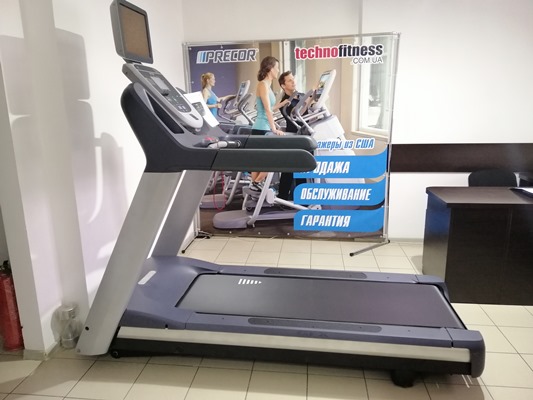 PRECOR
technofitness
.COM.UA
ажеры из США
ОДАЖА
ОБСЛУЖИВАНИЕ
ГАРАНТИЯ